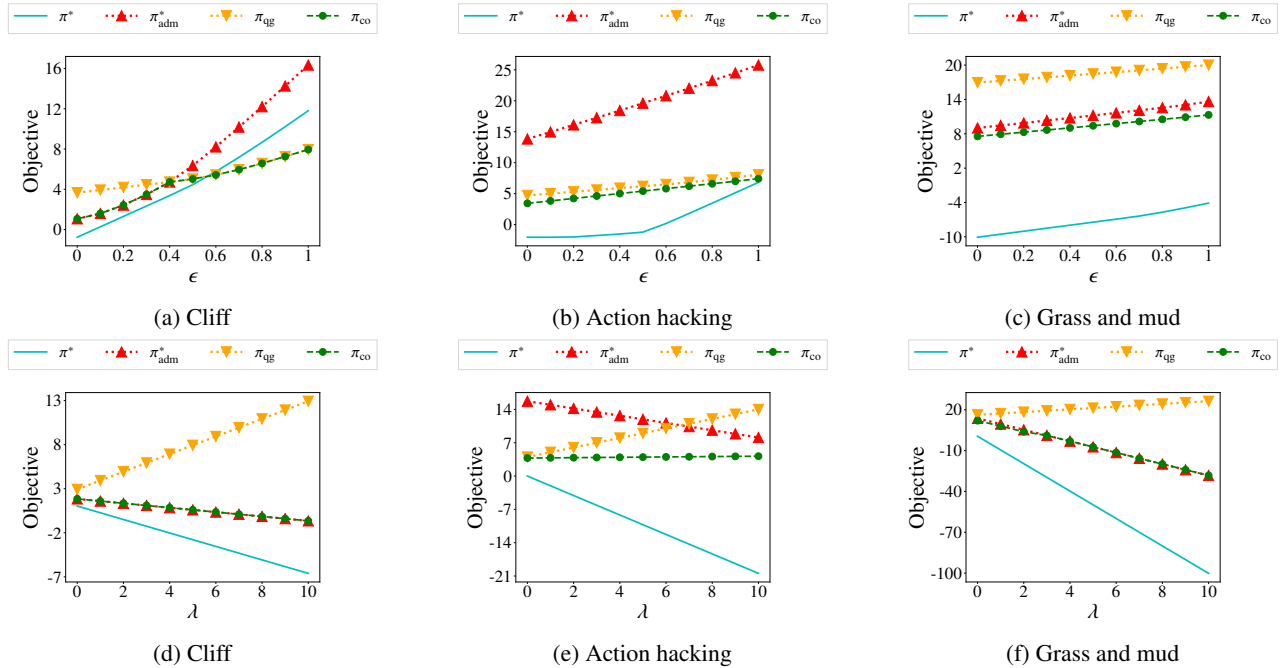 π* π*adm πqg πco
π* π*adm πqg πco
π* π*adm πqg πco
Objective
16
12
8
4
0
0 0.2 0.4 0.6 0.8 1
ϵ
(a) Cliff
Objective
25
20
15
10
5
0
0 0.2 0.4 0.6 0.8 1
ϵ
(b) Action hacking
Objective
20
14
8
2
-4
-10
0 0.2 0.4 0.6 0.8 1
ϵ
(c) Grass and mud
π* π*adm πqg πco
π* π*adm πqg πco
π* π*adm πqg πco
Objective
13
8
3
-2
-7
0 2 4 6 8 10
λ
(d) Cliff
Objective
14
7
0
-7
-14
-21
0 2 4 6 8 10
λ
(e) Action hacking
Objective
20
-10
-40
-70
-100
0 2 4 6 8 10
λ
(f) Grass and mud